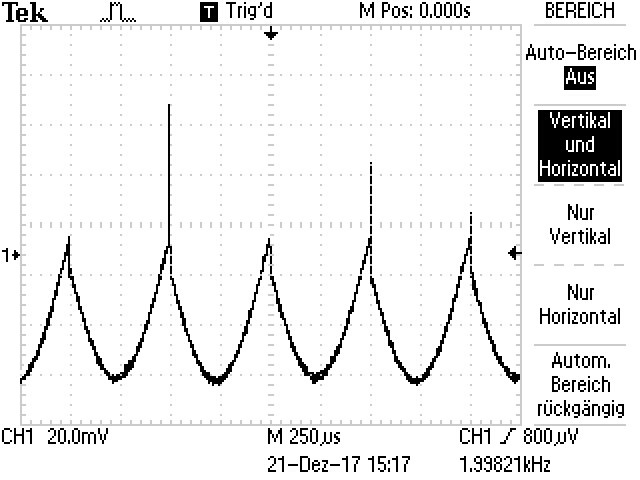 Tek T Trig'd M Pos: 0.000s BEREICH
Auto-Bereich
Aus
Vertikal
und
Horizontal
Nur
Vertikal
1
Nur
Horizontal
Autom.
Bereich
rückgängig
CH1 20.0mV M 250µs CH1 800µV
21-Dez-17 15:17 1.99821kHz